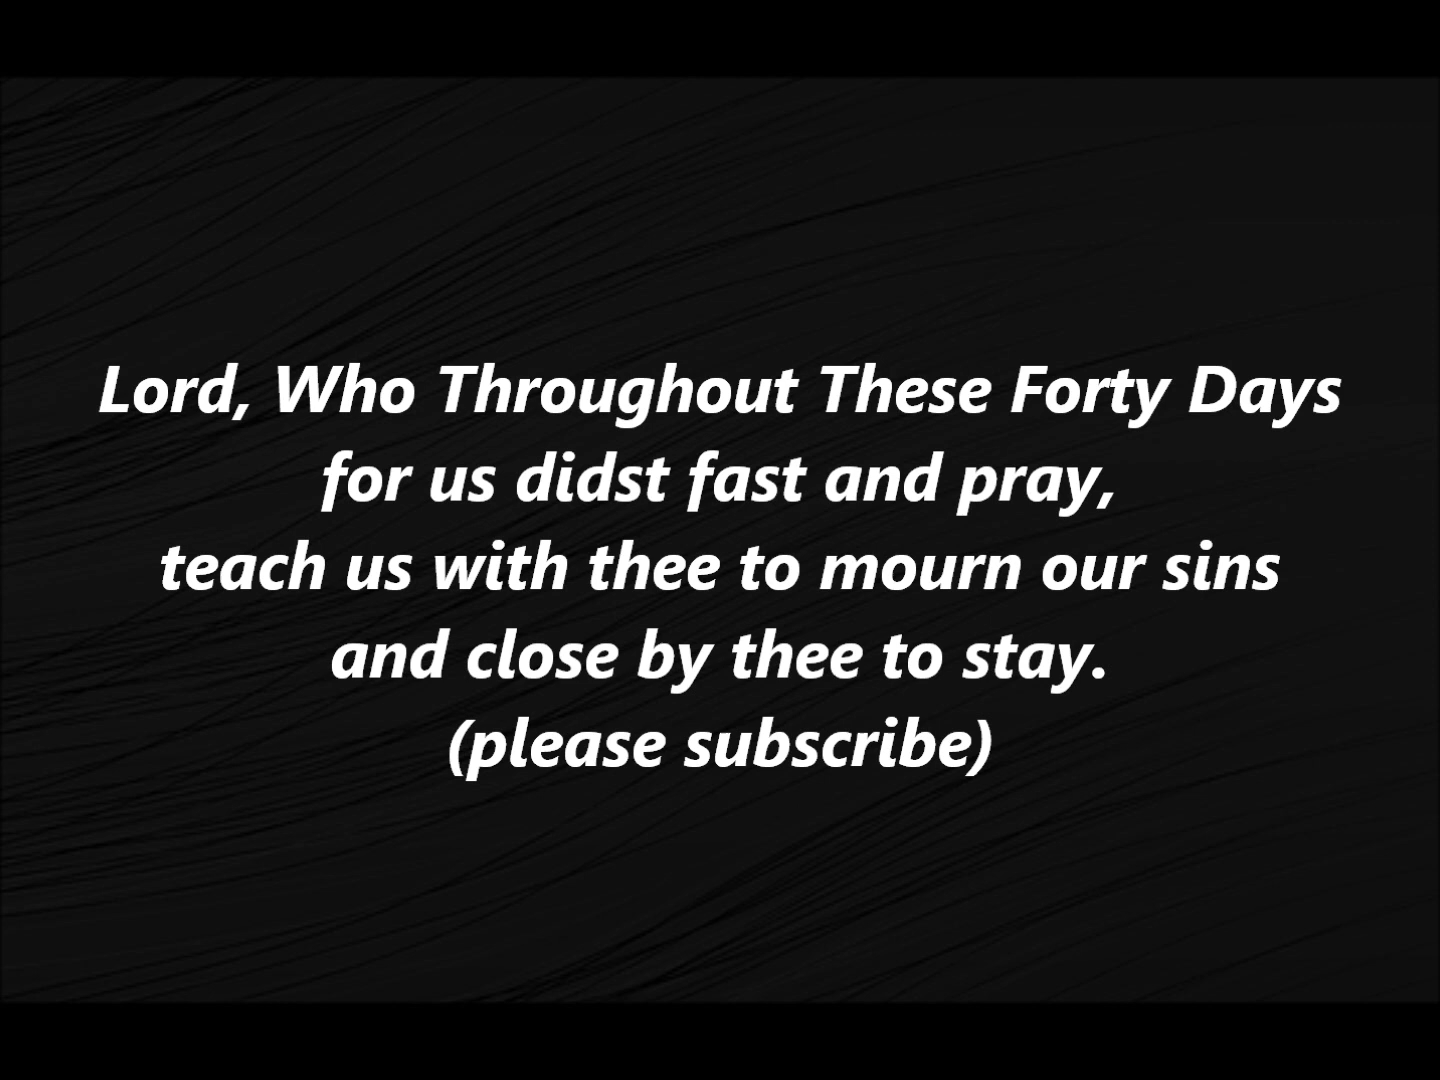 Lord, Who Throughout These Forty Days
for us didst fast and pray,
teach us with thee to mourn our sins
and close by thee to stay.
(please subscribe)